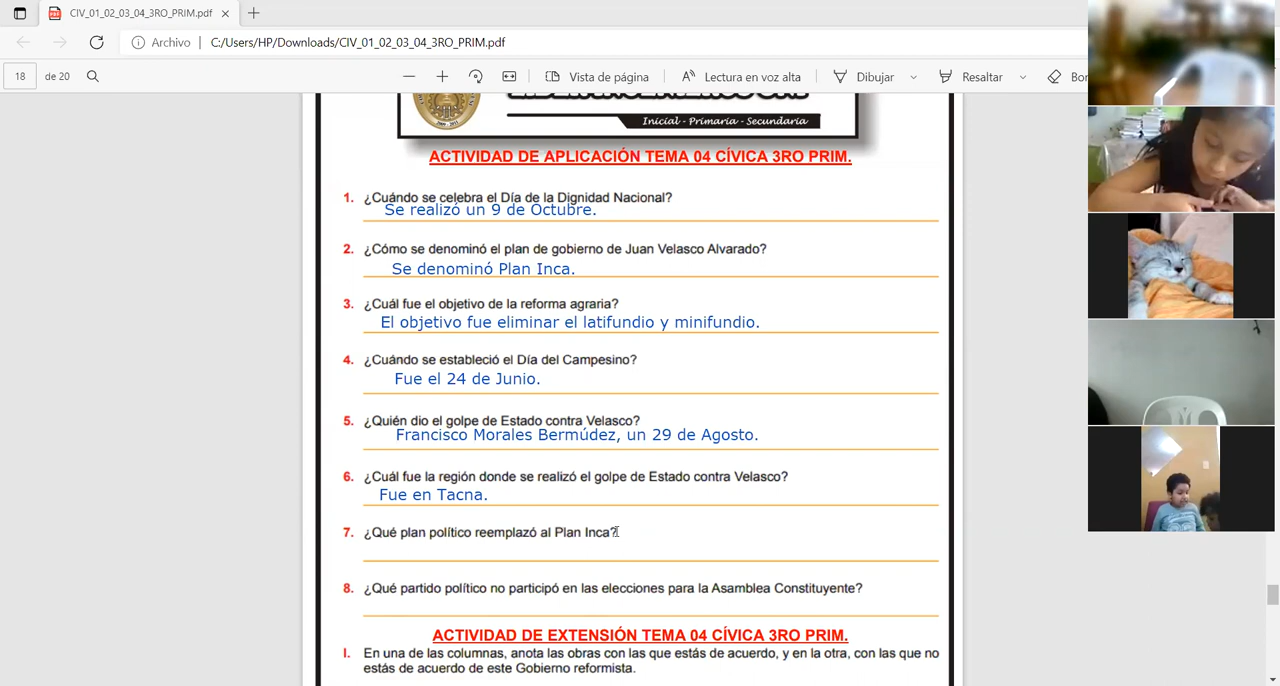 CIV_01_02_03_04_3RO_PRIM.pdf
Archivo | C:/Users/HP/Downloads/CIV_01_02_03_04_3RO_PRIM.pdf
18 de 20 Vista de página Lectura en voz alta Dibujar Resaltar
Inicial - Primaria - Secundaria
ACTIVIDAD DE APLICACIÓN TEMA 04 CÍVICA 3RO PRIM.
1. ¿Cuándo se celebra el Día de la Dignidad Nacional?
Se realizó un 9 de Octubre.
2. ¿Cómo se denominó el plan de gobierno de Juan Velasco Alvarado?
Se denominó Plan Inca.
3. ¿Cuál fue el objetivo de la reforma agraria?
El objetivo fue eliminar el latifundio y minifundio.
4. ¿Cuándo se estableció el Día del Campesino?
Fue el 24 de Junio.
5. ¿Quién dio el golpe de Estado contra Velasco?
Francisco Morales Bermúdez, un 29 de Agosto.
6. ¿Cuál fue la región donde se realizó el golpe de Estado contra Velasco?
Fue en Tacna.
7. ¿Qué plan político reemplazó al Plan Inca?
8. ¿Qué partido político no participó en las elecciones para la Asamblea Constituyente?
ACTIVIDAD DE EXTENSIÓN TEMA 04 CÍVICA 3RO PRIM.
I. En una de las columnas, anota las obras con las que estás de acuerdo, y en la otra, con las que no
estás de acuerdo de este Gobierno reformista.